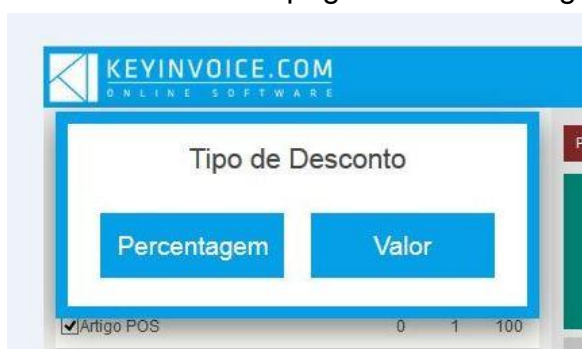 KEYINVOICE.COM
ONLINE SOFTWARE
Tipo de Desconto
Percentagem Valor
Artigo POS 0 1 100